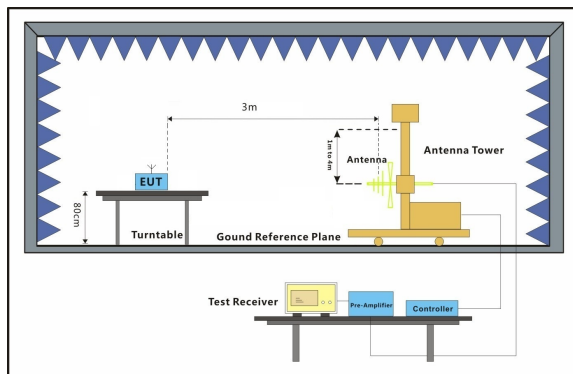 3m
1m to 4m
Antenna
Antenna Tower
EUT
80cm
Turntable
Gound Reference Plane
Test Receiver
Pre-Amplifier
Controller